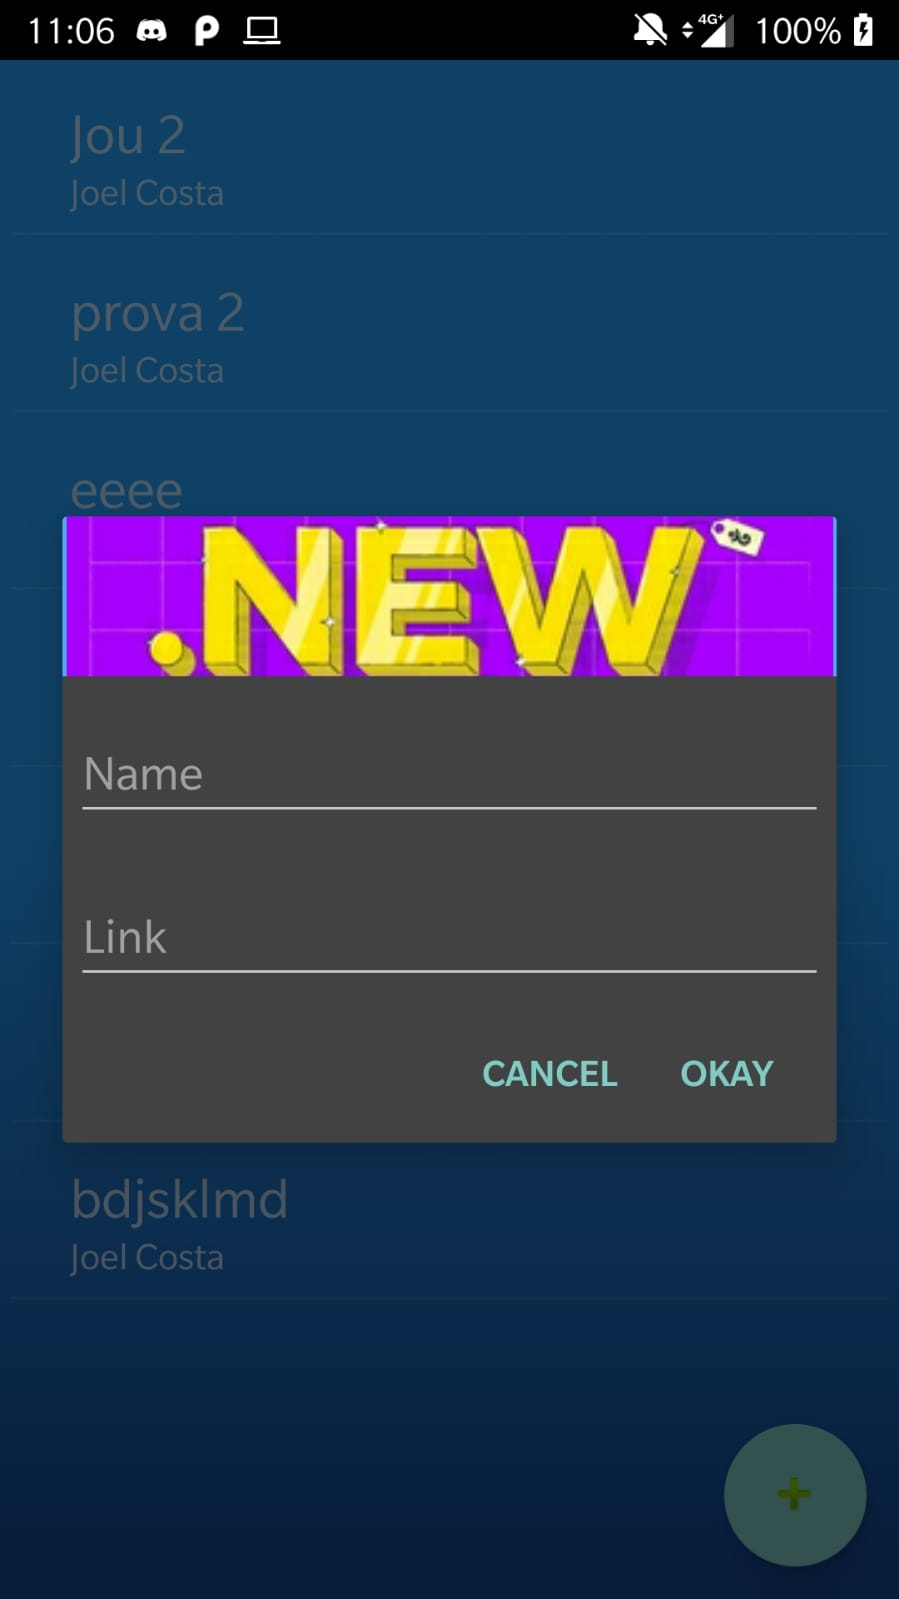 11:06
4G+
100%
Jou 2
Joel Costa
prova 2
Joel Costa
eeee
.NEW
Name
Link
CANCEL OKAY
bdjsklmd
Joel Costa